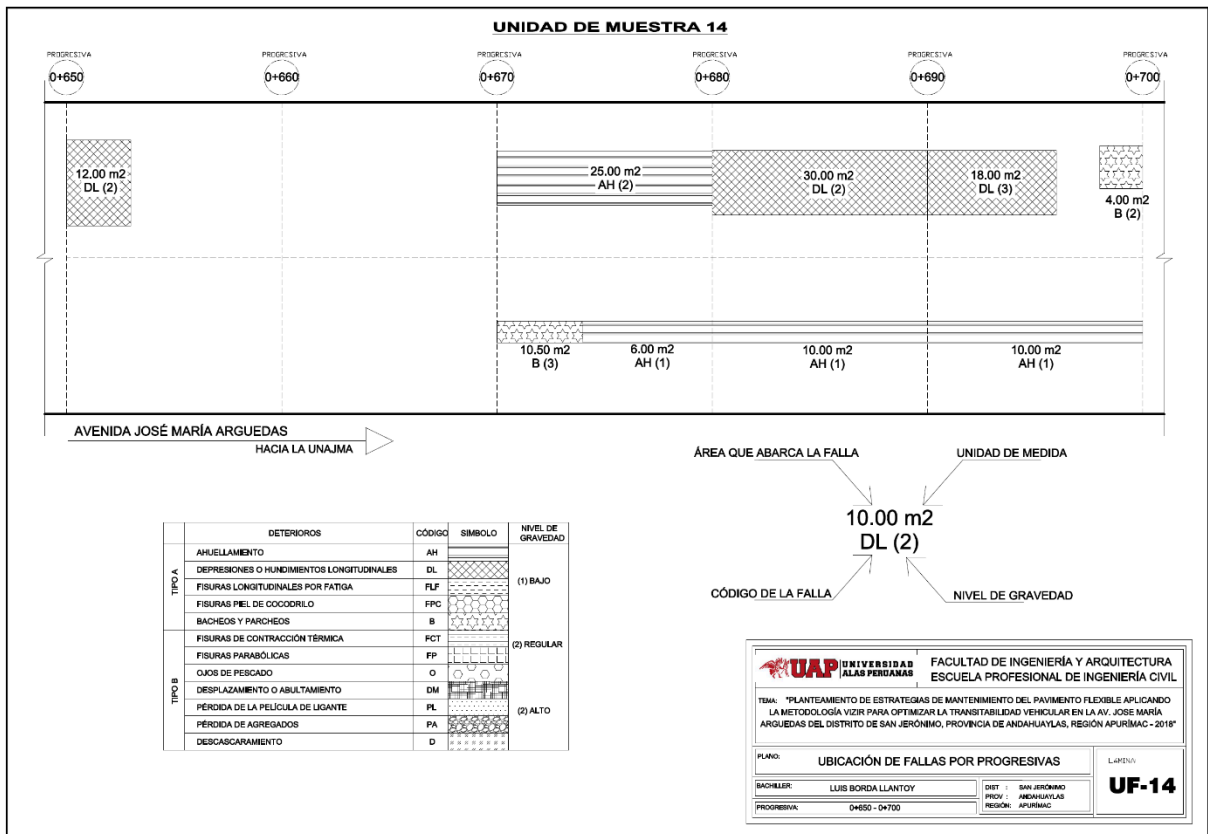 UNIDAD DE MUESTRA 14
PROGRESIVA PROGRESIVA PROGRESIVA PROGRESIVA PROGRESIVA PROGRESIVA
0+650 0+660 0+670 0+680 0+690 0+700
12.00 m2
DL (2)
25.00 m2
AH (2)
30.00 m2
DL (2)
18.00 m2
DL (3)
4.00 m2
B (2)
10.50 m2
B (3)
6.00 m2
AH (1)
10.00 m2
AH (1)
10.00 m2
AH (1)
AVENIDA JOSÉ MARÍA ARGUEDAS
HACIA LA UNAJMA
ÁREA QUE ABARCA LA FALLA
UNIDAD DE MEDIDA
10.00 m2
DL (2)
CÓDIGO DE LA FALLA
NIVEL DE GRAVEDAD
DETERIOROS CÓDIGO SIMBOLO NIVEL DE
GRAVEDAD
TIPO A
AHUELLAMIENTO AH
DEPRESIONES O HUNDIMIENTOS LONGITUDINALES DL
FISURAS LONGITUDINALES POR FATIGA FLF
FISURAS PIEL DE COCODRILO FPC
BACHEOS Y PARCHEOS B
TIPO B
FISURAS DE CONTRACCIÓN TÉRMICA FCT
FISURAS PARABÓLICAS FP
OJOS DE PESCADO O
DESPLAZAMIENTO O ABULTAMIENTO DM
PÉRDIDA DE LA PELÍCULA DE LIGANTE PL
PÉRDIDA DE AGREGADOS PA
DESCASCARAMIENTO D
(1) BAJO
(2) REGULAR
(2) ALTO
UAP UNIVERSIDAD
ALAS PERUANAS
FACULTAD DE INGENIERÍA Y ARQUITECTURA
ESCUELA PROFESIONAL DE INGENIERÍA CIVIL
TEMA: "PLANTEAMIENTO DE ESTRATEGIAS DE MANTENIMIENTO DEL PAVIMENTO FLEXIBLE APLICANDO
LA METODOLOGÍA VIZIR PARA OPTIMIZAR LA TRANSITABILIDAD VEHICULAR EN LA AV. JOSE MARÍA
ARGUEDAS DEL DISTRITO DE SAN JERÓNIMO, PROVINCIA DE ANDAHUAYLAS, REGIÓN APURÍMAC - 2018"
PLANO: UBICACIÓN DE FALLAS POR PROGRESIVAS
LAMINA
UF-14
BACHILLER: LUIS BORDA LLANTOY
PROGRESIVA: 0+650 - 0+700
DIST : SAN JERÓNIMO
PROV : ANDAHUAYLAS
REGIÓN: APURÍMAC